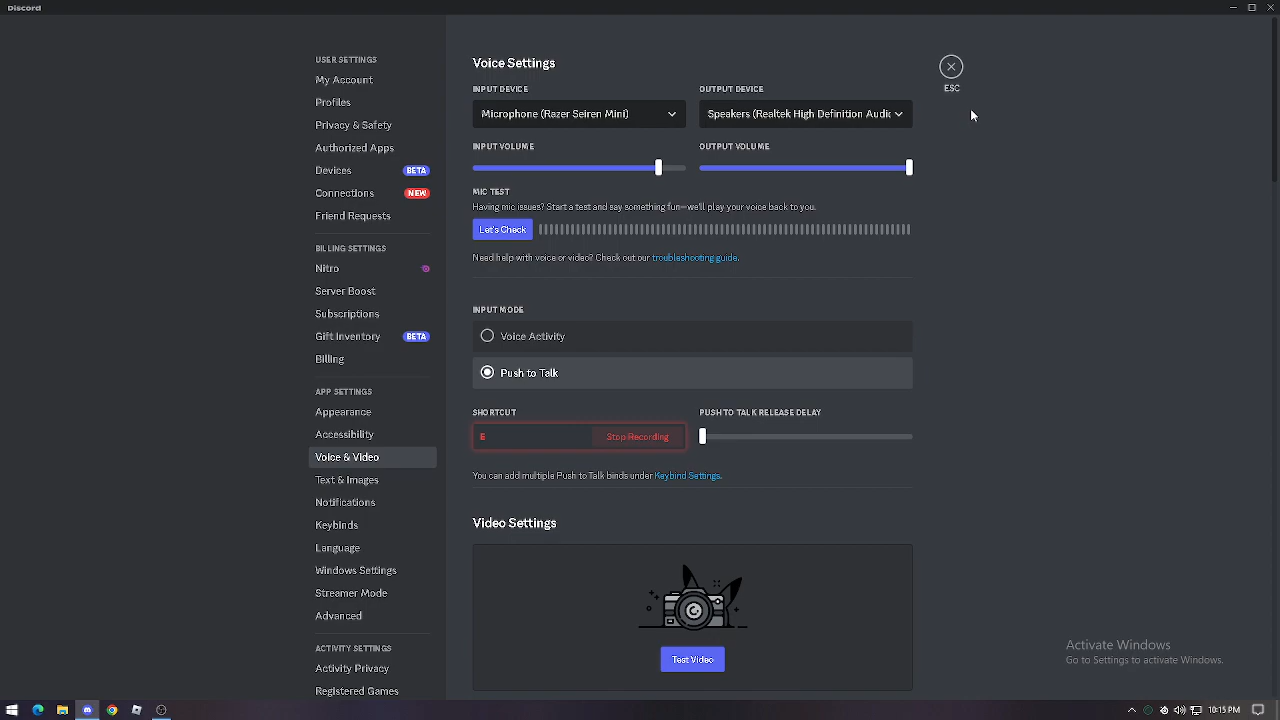 Discord
USER SETTINGS
My Account
Profiles
Privacy & Safety
Authorized Apps
Devices BETA
Connections NEW
Friend Requests
BILLING SETTINGS
Nitro
Server Boost
Subscriptions
Gift Inventory BETA
Billing
APP SETTINGS
Appearance
Accessibility
Voice & Video
Text & Images
Notifications
Keybinds
Language
Windows Settings
Streamer Mode
Advanced
ACTIVITY SETTINGS
Activity Privacy
Registered Games
Voice Settings
ESC
INPUT DEVICE OUTPUT DEVICE
Microphone (Razer Seiren Mini) Speakers (Realtek High Definition Audic
INPUT VOLUME OUTPUT VOLUME
MIC TEST
Having mic issues? Start a test and say something fun—we'll play your voice back to you.
Let's Check
Need help with voice or video? Check out our troubleshooting guide.
INPUT MODE
Voice Activity
Push to Talk
SHORTCUT PUSH TO TALK RELEASE DELAY
E Stop Recording
You can add multiple Push to Talk binds under Keybind Settings.
Video Settings
Test Video
Activate Windows
Go to Settings to activate Windows.
10:15 PM